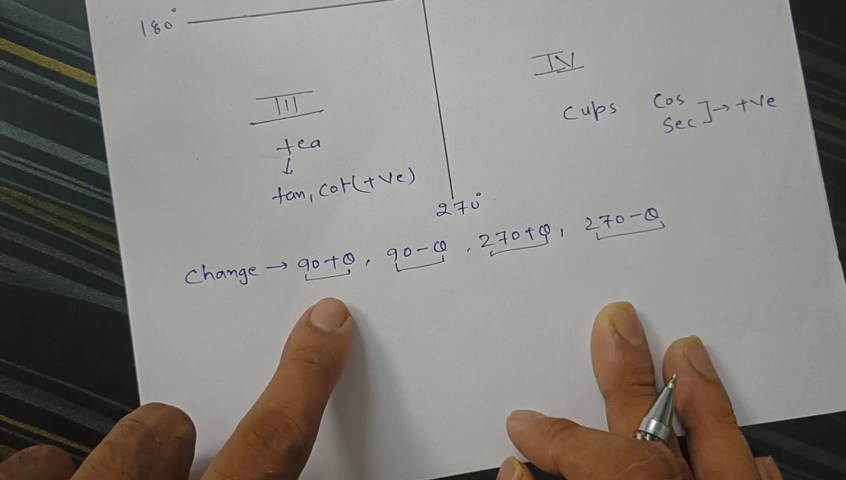 180°
III
IV
tea
cups cos
sec ]→+ve
↓
tan, cot(+ve)
270°
Change → 90+θ, 90-θ, 270+θ, 270-θ